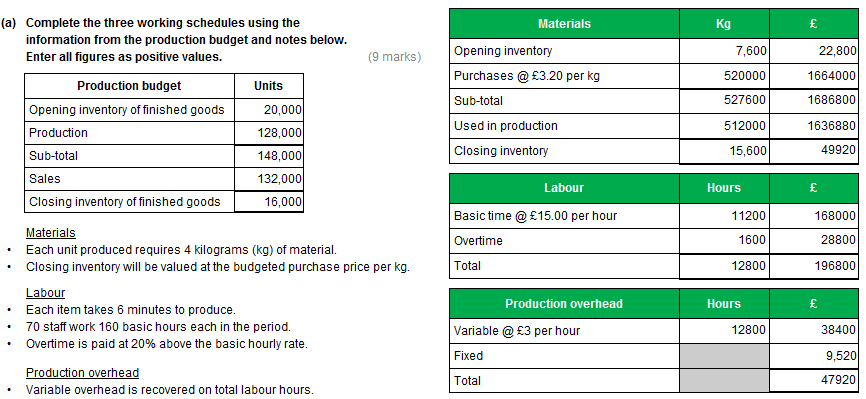 (a) Complete the three working schedules using the
information from the production budget and notes below.
Enter all figures as positive values. (9 marks)
Production budget Units
Opening inventory of finished goods 20,000
Production 128,000
Sub-total 148,000
Sales 132,000
Closing inventory of finished goods 16,000
Materials
• Each unit produced requires 4 kilograms (kg) of material.
• Closing inventory will be valued at the budgeted purchase price per kg.
Labour
• Each item takes 6 minutes to produce.
• 70 staff work 160 basic hours each in the period.
• Overtime is paid at 20% above the basic hourly rate.
Production overhead
• Variable overhead is recovered on total labour hours.
Materials Kg £
Opening inventory 7,600 22,800
Purchases @ £3.20 per kg 520000 1664000
Sub-total 527600 1686800
Used in production 512000 1636880
Closing inventory 15,600 49920
Labour Hours £
Basic time @ £15.00 per hour 11200 168000
Overtime 1600 28800
Total 12800 196800
Production overhead Hours £
Variable @ £3 per hour 12800 38400
Fixed 9,520
Total 47920